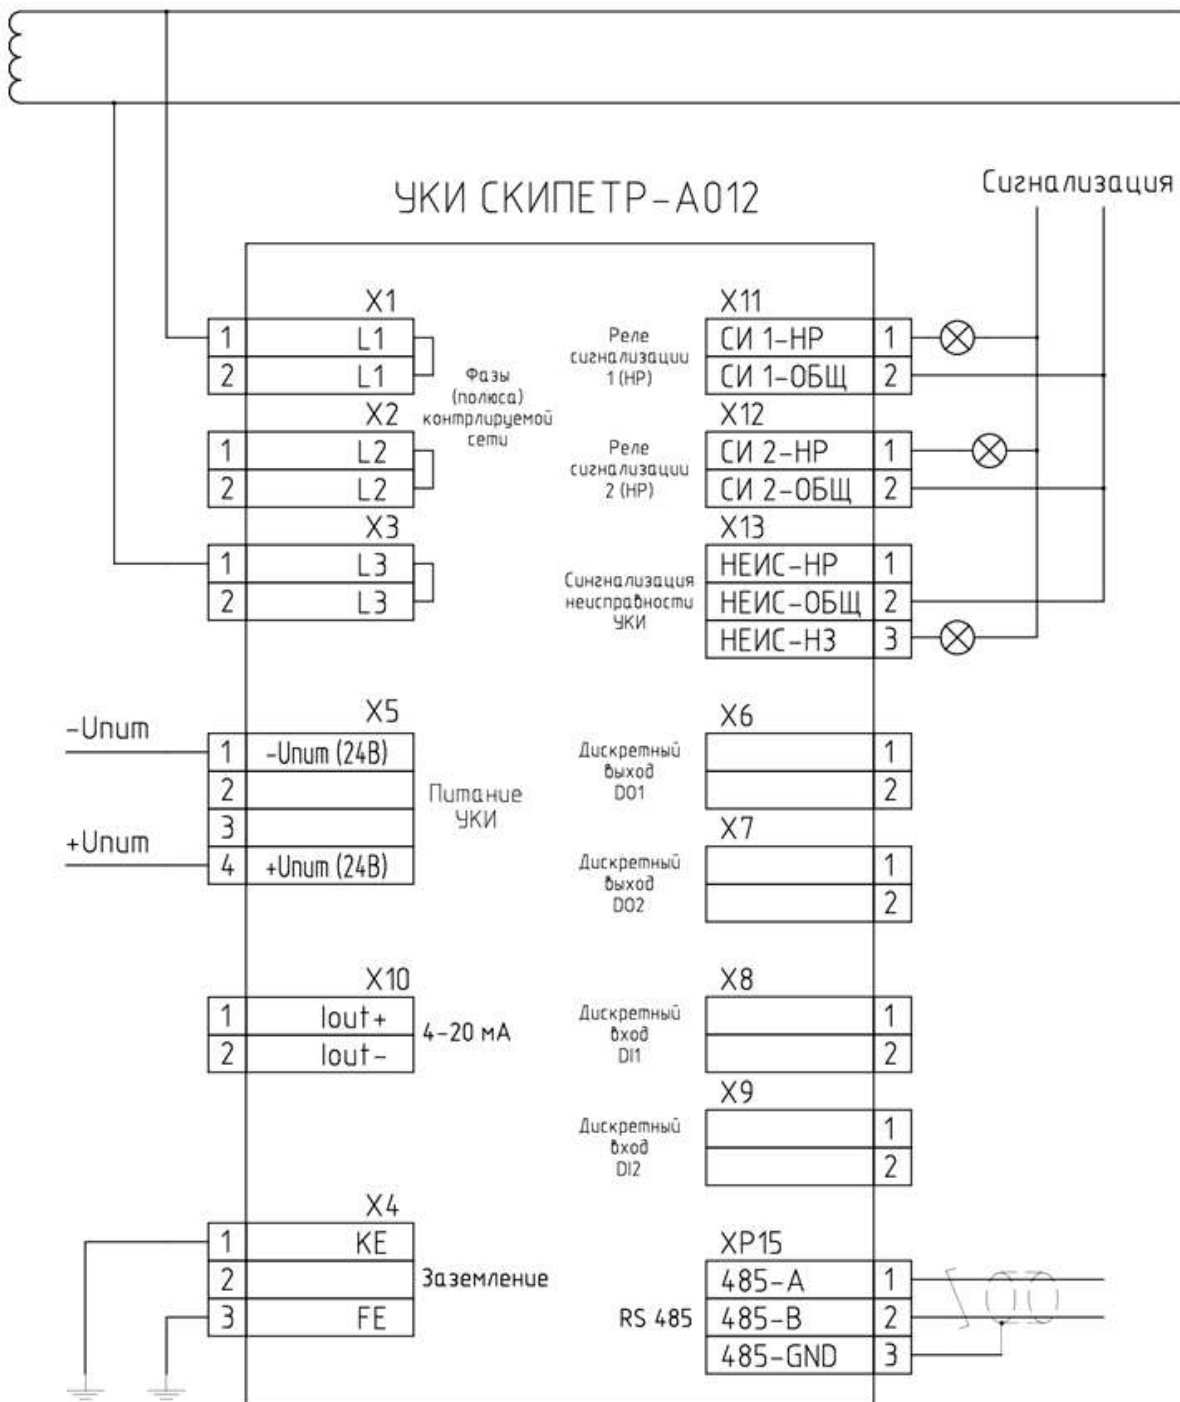 УКИ СКИПЕТР-А012
Сигнализация
X1
1 L1
2 L1
X2
1 L2
2 L2
X3
1 L3
2 L3
Фазы
(полюса)
контрлируемой
сети
X5
-Uпит
1 -Uпит (24В)
2
3
+Uпит
4 +Uпит (24В)
Питание
УКИ
X10
1 Iout+
2 Iout-
4-20 мА
X4
1 KE
2
3 FE
Заземление
Реле
сигнализации
1 (НР)
X11
СИ 1-НР 1
СИ 1-ОБЩ 2
Реле
сигнализации
2 (НР)
X12
СИ 2-НР 1
СИ 2-ОБЩ 2
Сингнализация
неисправности
УКИ
X13
НЕИС-НР 1
НЕИС-ОБЩ 2
НЕИС-НЗ 3
Дискретный
выход
DO1
X6
1
2
Дискретный
выход
DO2
X7
1
2
Дискретный
вход
DI1
X8
1
2
Дискретный
вход
DI2
X9
1
2
RS 485
XP15
485-A 1
485-B 2
485-GND 3